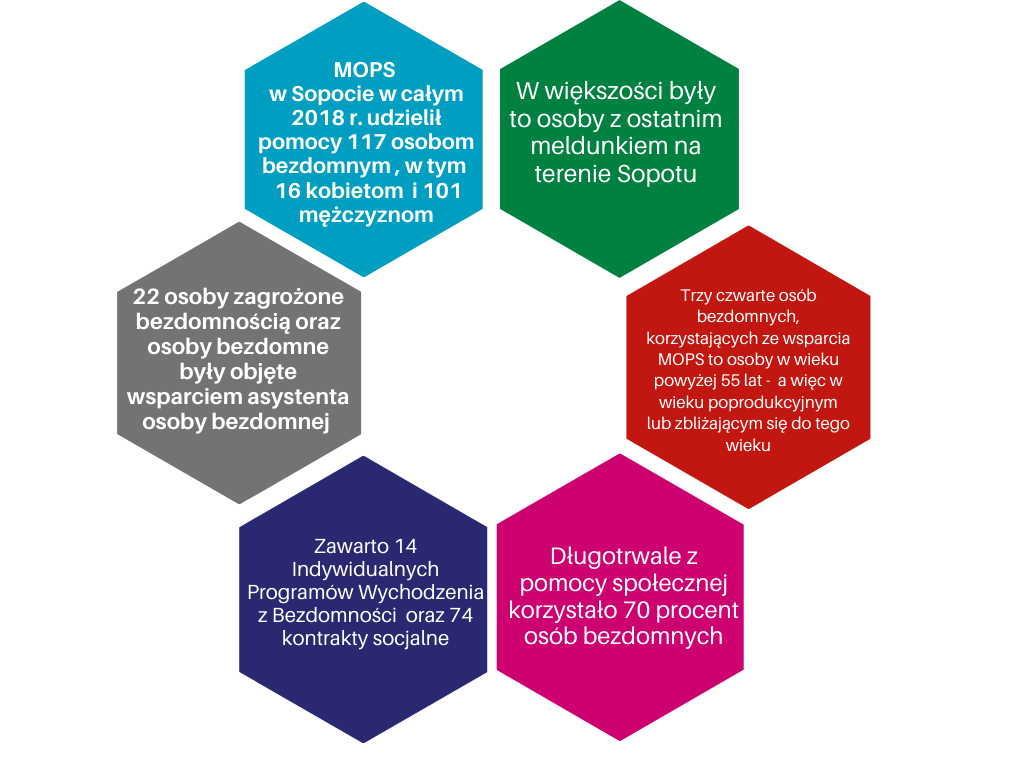 MOPS
w Sopocie w całym
2018 r. udzielił
pomocy 117 osobom
bezdomnym , w tym
16 kobietom i 101
mężczyznom
W większości były
to osoby z ostatnim
meldunkiem na
terenie Sopotu
22 osoby zagrożone
bezdomnością oraz
osoby bezdomne
były objęte
wsparciem asystenta
osoby bezdomnej
Trzy czwarte osób
bezdomnych,
korzystających ze wsparcia
MOPS to osoby w wieku
powyżej 55 lat - a więc w
wieku poprodukcyjnym
lub zbliżającym się do tego
wieku
Zawarto 14
Indywidualnych
Programów Wychodzenia
z Bezdomności oraz 74
kontrakty socjalne
Długotrwale z
pomocy społecznej
korzystało 70 procent
osób bezdomnych